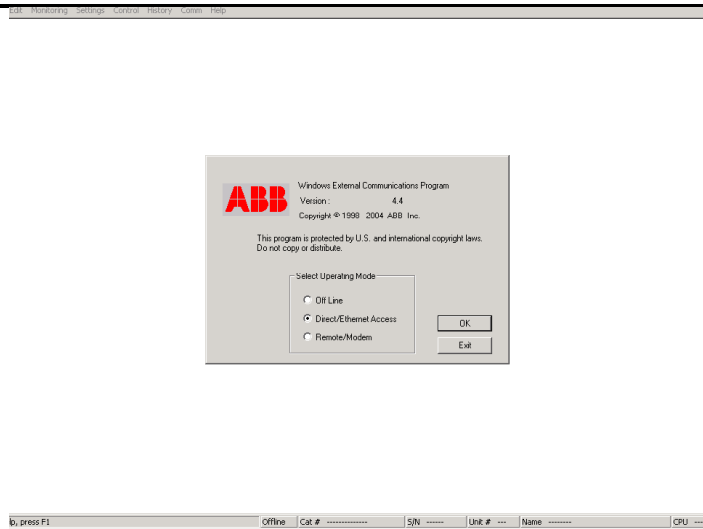 Edit Monitoring Settings Control History Comm Help
ABB
Windows External Communications Program
Version : 4.4
Copyright © 1998 2004 ABB Inc.
This program is protected by U.S. and international copyright laws.
Do not copy or distribute.
Select Operating Mode
Off Line
Direct/Ethernet Access
Remote/Modem
OK
Exit
lp, press F1 Offline Cat # ------------- S/N ------ Unit # --- Name -------- CPU ---